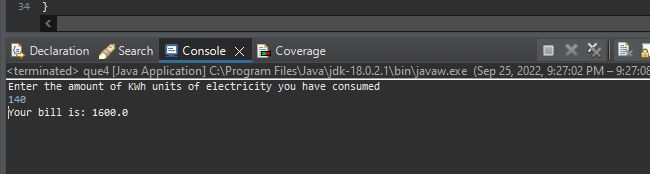 34 }
<
Declaration Search Console Coverage
<terminated> que4 [Java Application] C:\Program Files\Java\jdk-18.0.2.1\bin\javaw.exe (Sep 25, 2022, 9:27:02 PM – 9:27:08
Enter the amount of KWh units of electricity you have consumed
140
Your bill is: 1600.0